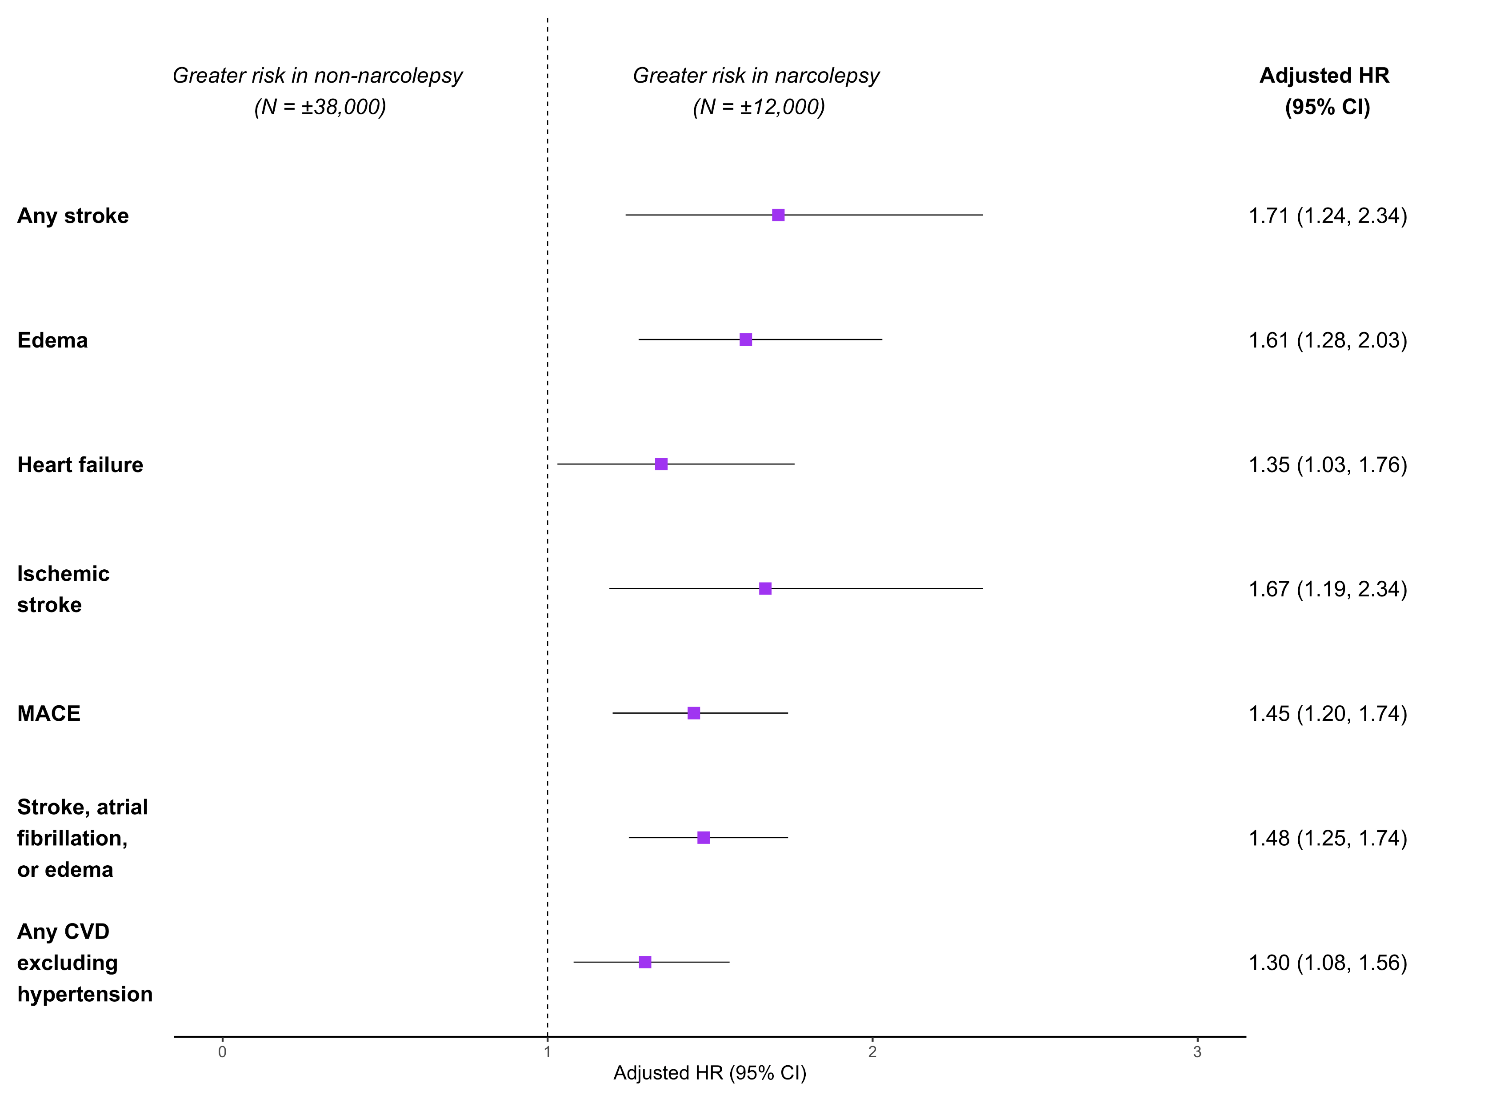 Greater risk in non-narcolepsy
(N = ±38,000)
Greater risk in narcolepsy
(N = ±12,000)
Adjusted HR
(95% CI)
Any stroke
1.71 (1.24, 2.34)
Edema
1.61 (1.28, 2.03)
Heart failure
1.35 (1.03, 1.76)
Ischemic
stroke
1.67 (1.19, 2.34)
MACE
1.45 (1.20, 1.74)
Stroke, atrial
fibrillation,
or edema
1.48 (1.25, 1.74)
Any CVD
excluding
hypertension
1.30 (1.08, 1.56)
0 1 2 3
Adjusted HR (95% CI)